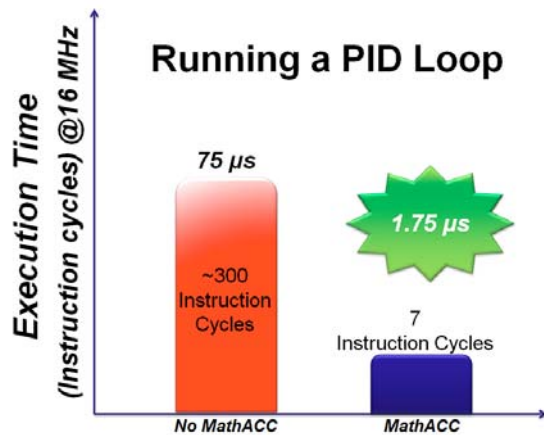 Running a PID Loop
Execution Time
(Instruction cycles) @16 MHz
75 µs
~300
Instruction
Cycles
1.75 µs
7
Instruction Cycles
No MathACC
MathACC